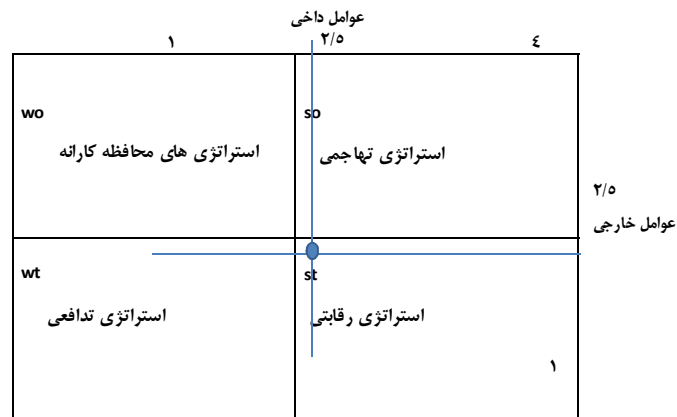 عوامل داخی
۱ ۲/۵ ٤
wo
so
استراتژی های محافظه کارانه
استراتژی تهاجمی
۲/۵
عوامل خارجی
wt
st
استراتژی تدافعی
استراتژی رقابتی
۱